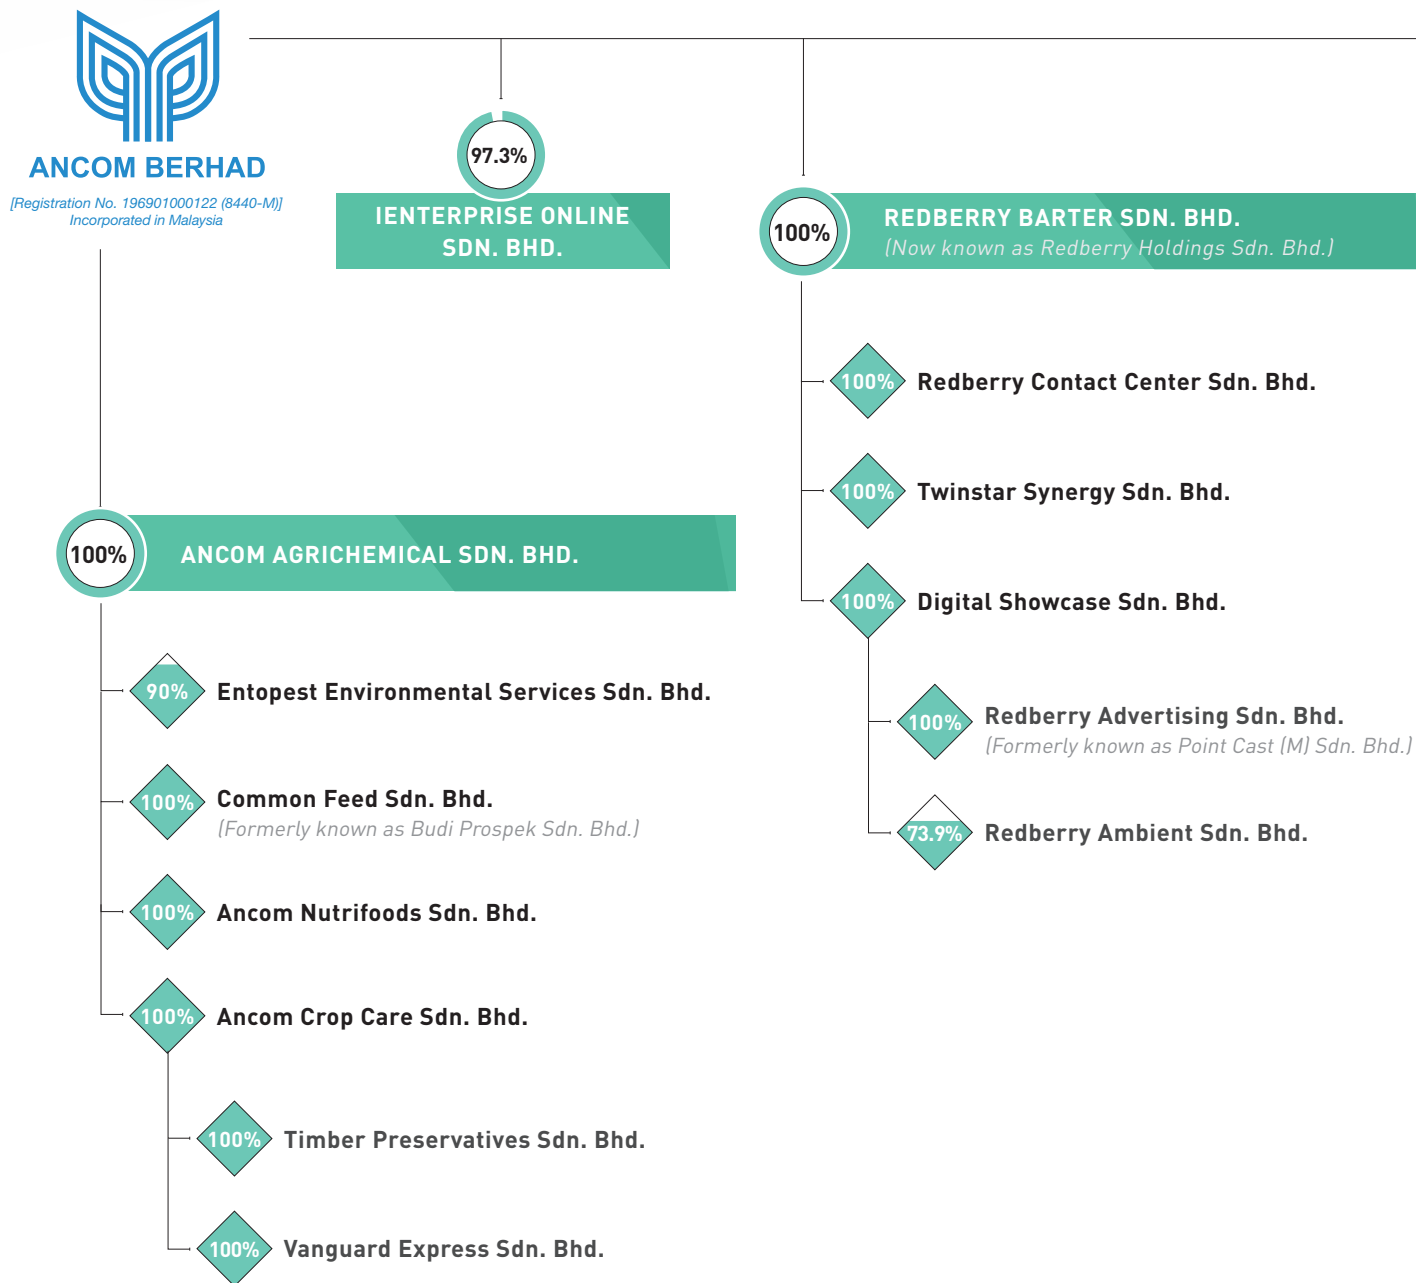 ANCOM BERHAD
[Registration No. 196901000122 (8440-M)]
Incorporated in Malaysia
97.3%
IENTERPRISE ONLINE
SDN. BHD.
100%
REDBERRY BARTER SDN. BHD.
(Now known as Redberry Holdings Sdn. Bhd.)
100%
Redberry Contact Center Sdn. Bhd.
100%
Twinstar Synergy Sdn. Bhd.
100%
Digital Showcase Sdn. Bhd.
100%
Redberry Advertising Sdn. Bhd.
(Formerly known as Point Cast (M) Sdn. Bhd.)
73.9%
Redberry Ambient Sdn. Bhd.
100%
ANCOM AGRICHEMICAL SDN. BHD.
90%
Entopest Environmental Services Sdn. Bhd.
100%
Common Feed Sdn. Bhd.
(Formerly known as Budi Prospek Sdn. Bhd.)
100%
Ancom Nutrifoods Sdn. Bhd.
100%
Ancom Crop Care Sdn. Bhd.
100%
Timber Preservatives Sdn. Bhd.
100%
Vanguard Express Sdn. Bhd.